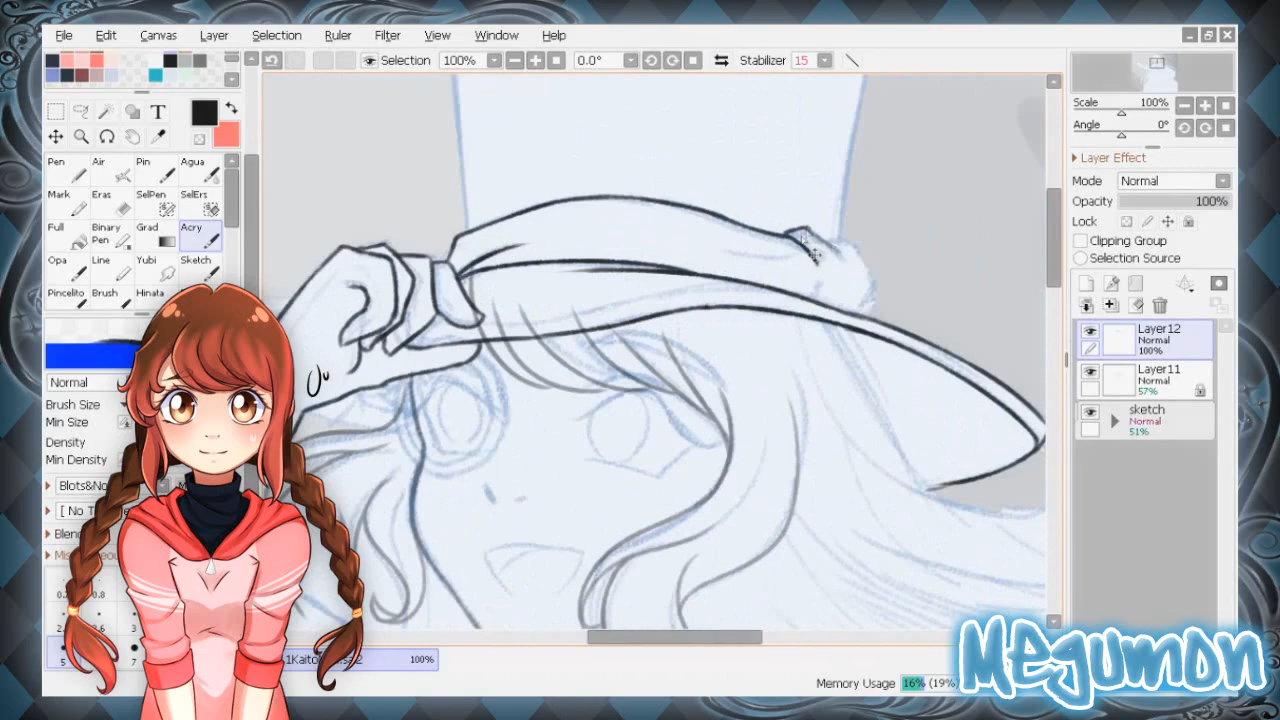 File Edit Canvas Layer Selection Ruler Filter View Window Help
Selection 100% 0.0° Stabilizer 15
T
Pen Air Pin Agua
Mark Eras SelPen SelErs
Full Binary Pen Grad Acry
Opa Line Yubi Sketch
Pincelito Brush Hinata
Normal
Brush Size
Min Size
Density
Min Density
Blots&No
[ No T
Blen
5 7
100%
Memory Usage 16% (19%)
Scale 100%
Angle 0°
Layer Effect
Mode Normal
Opacity 100%
Lock
Clipping Group
Selection Source
Layer12
Normal
100%
Layer11
Normal
57%
sketch
Normal
51%
Megumon